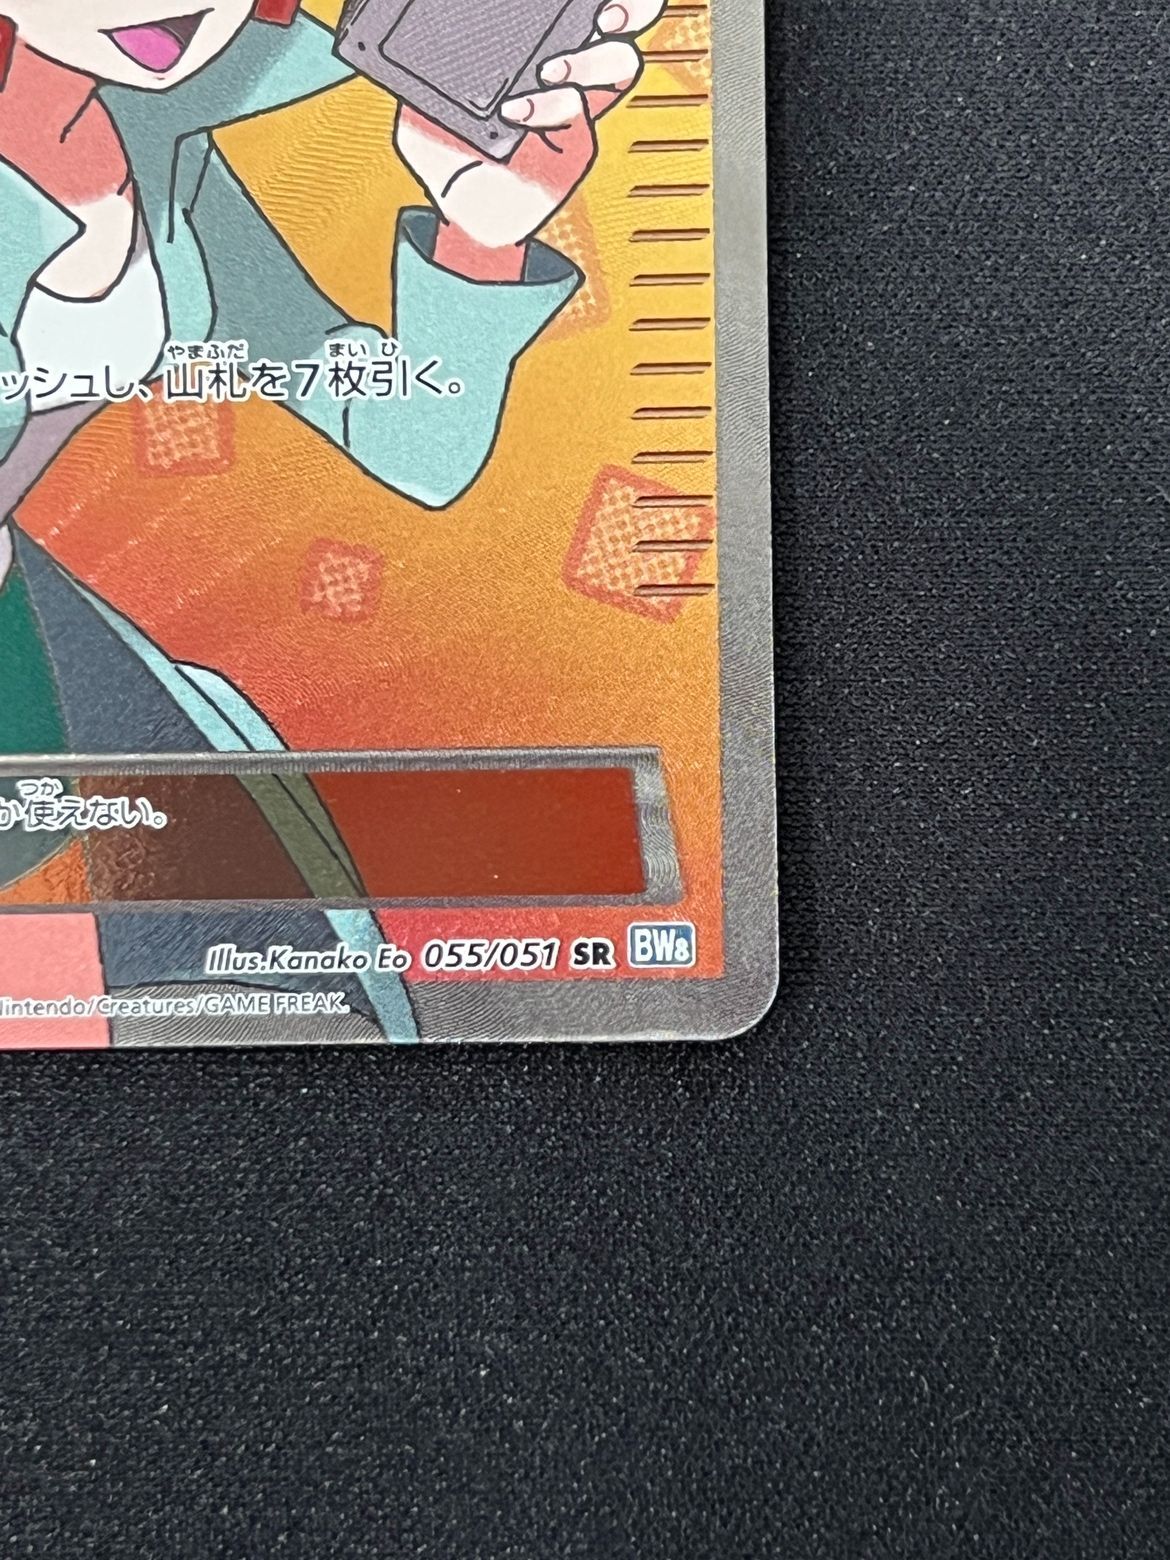 やまふだ まい ひ
ッシュし、山札を7枚引く。
つか
か使えない。
Illus.Kanako Eo 055/051 SR BW8
Nintendo/Creatures/GAME FREAK.